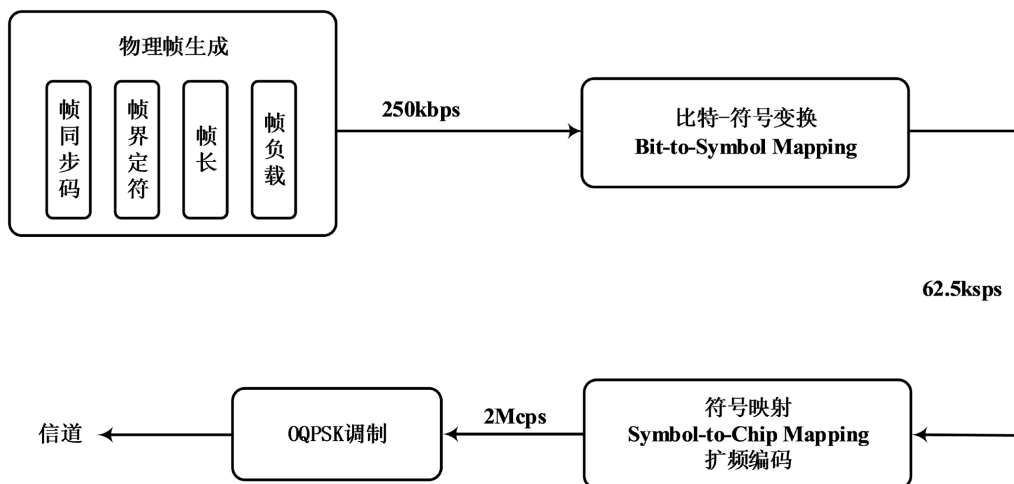 物理帧生成
帧同步码
帧界定符
帧长
帧负载
250kbps
比特-符号变换
Bit-to-Symbol Mapping
62.5ksps
符号映射
Symbol-to-Chip Mapping
扩频编码
2Mcps
OQPSK调制
信道